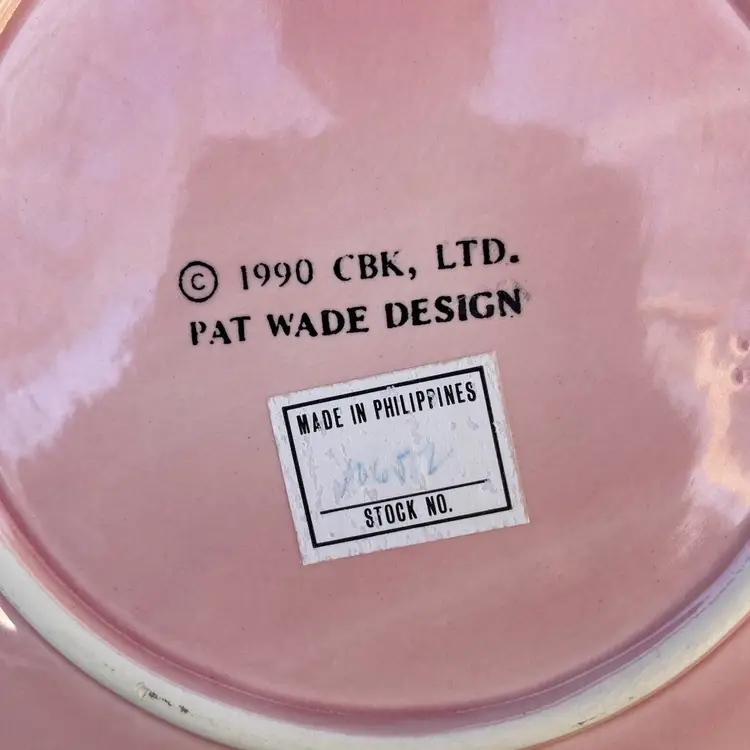 © 1990 CBK, LTD.
PAT WADE DESIGN
MADE IN PHILIPPINES
STOCK NO.